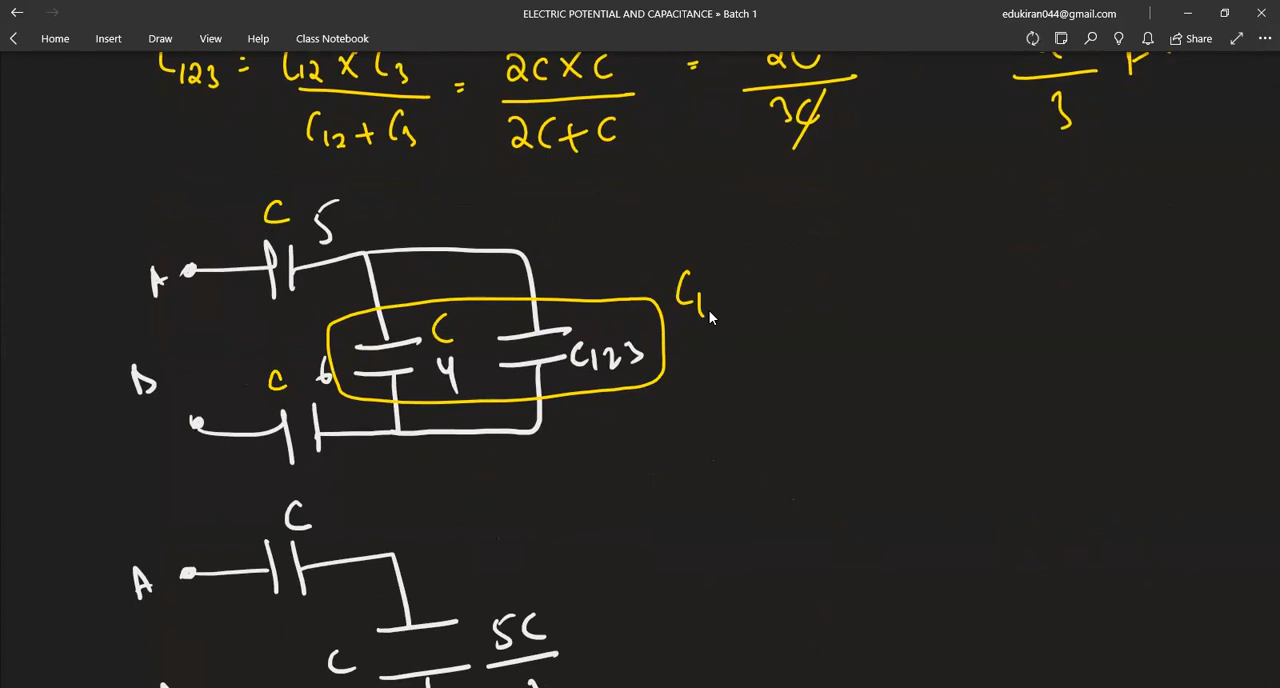 ELECTRIC POTENTIAL AND CAPACITANCE » Batch 1
edukiran044@gmail.com
Home Insert Draw View Help Class Notebook Share
C123 = C12 × C3 / C12 + C3 = 2C × C / 2C + C = 2C / 3C
3
C 5
A
C1
C
4
C123
B
C 6
C
A
5C
C